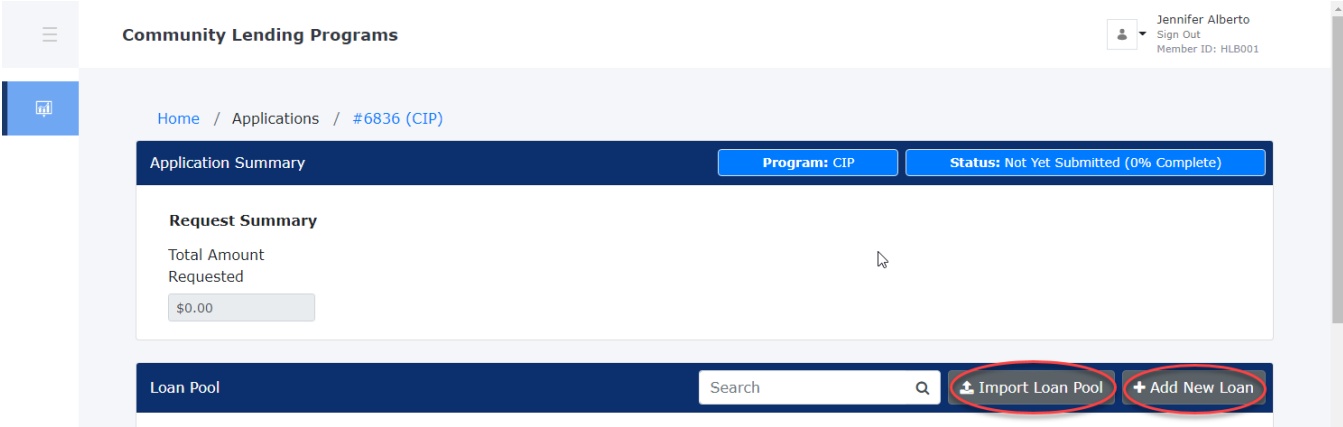 Community Lending Programs
Jennifer Alberto
Sign Out
Member ID: HLB001
Home / Applications / #6836 (CIP)
Application Summary
Program: CIP
Status: Not Yet Submitted (0% Complete)
Request Summary
Total Amount
Requested
$0.00
Loan Pool
Search
Import Loan Pool
+ Add New Loan